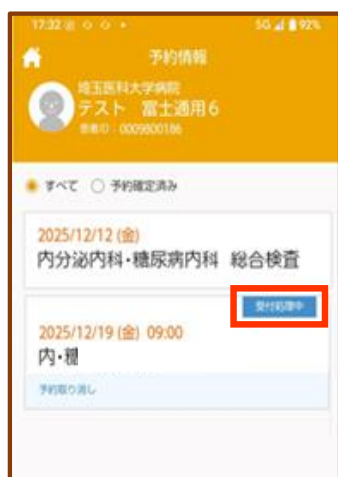 17:32
5G 92%
予約情報
埼玉医科大学病院
テスト 富士通用6
患者ID：0009800186
すべて 予約確定済み
2025/12/12 (金)
内分泌内科・糖尿病内科 総合検査
受付処理中
2025/12/19 (金) 09:00
内・糖
予約取り消し